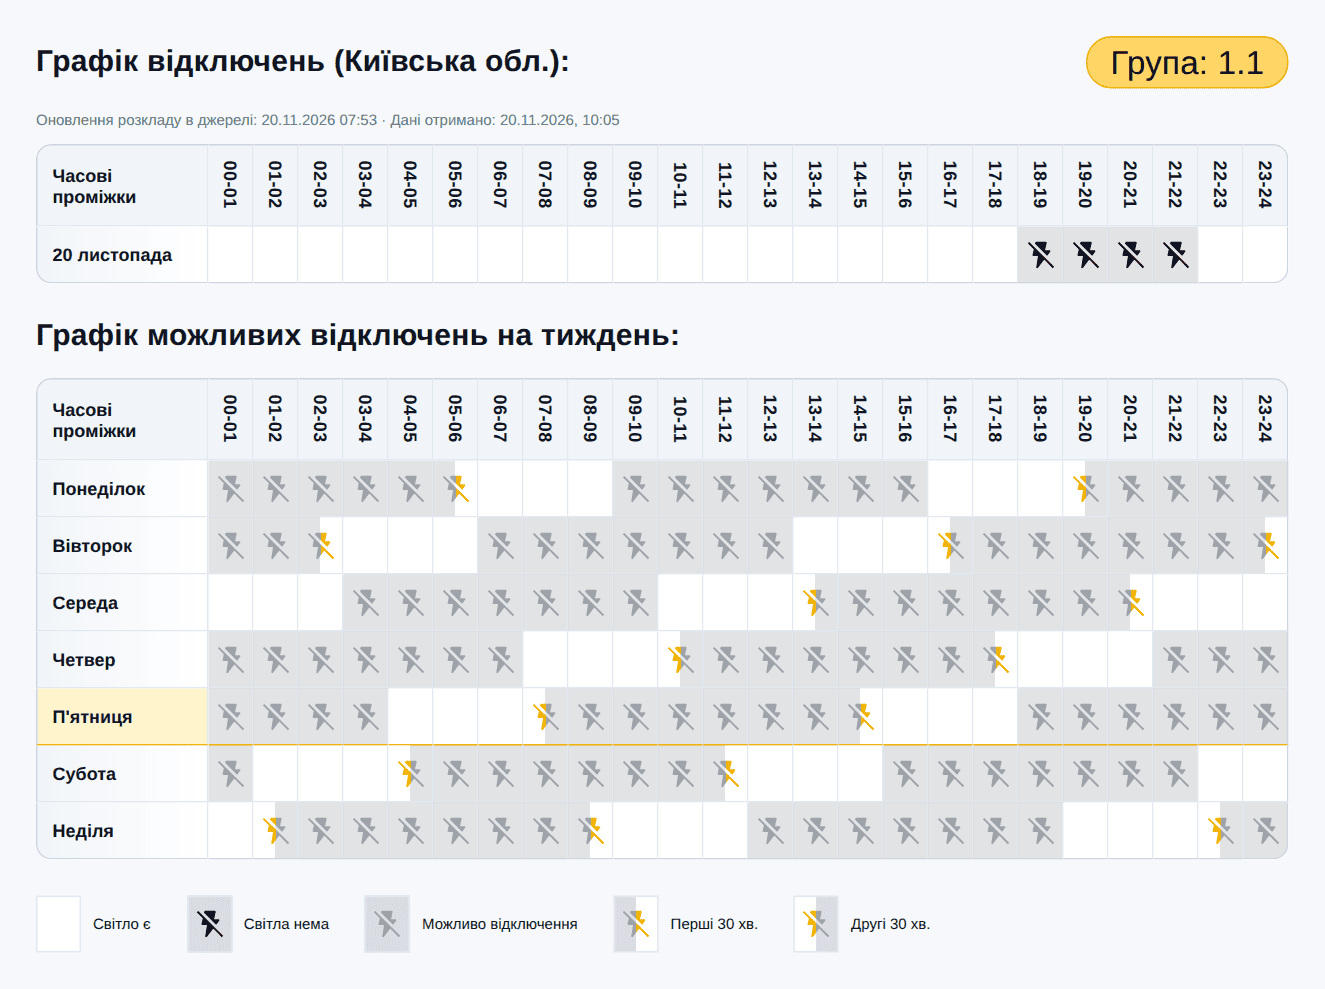 Графік відключень (Київська обл.):
Група: 1.1
Оновлення розкладу в джерелі: 20.11.2026 07:53 · Дані отримано: 20.11.2026, 10:05
Часові проміжки 00-01 01-02 02-03 03-04 04-05 05-06 06-07 07-08 08-09 09-10 10-11 11-12 12-13 13-14 14-15 15-16 16-17 17-18 18-19 19-20 20-21 21-22 22-23 23-24
20 листопада
Графік можливих відключень на тиждень:
Часові проміжки 00-01 01-02 02-03 03-04 04-05 05-06 06-07 07-08 08-09 09-10 10-11 11-12 12-13 13-14 14-15 15-16 16-17 17-18 18-19 19-20 20-21 21-22 22-23 23-24
Понеділок
Вівторок
Середа
Четвер
П'ятниця
Субота
Неділя
Світло є Світла нема Можливо відключення Перші 30 хв. Другі 30 хв.